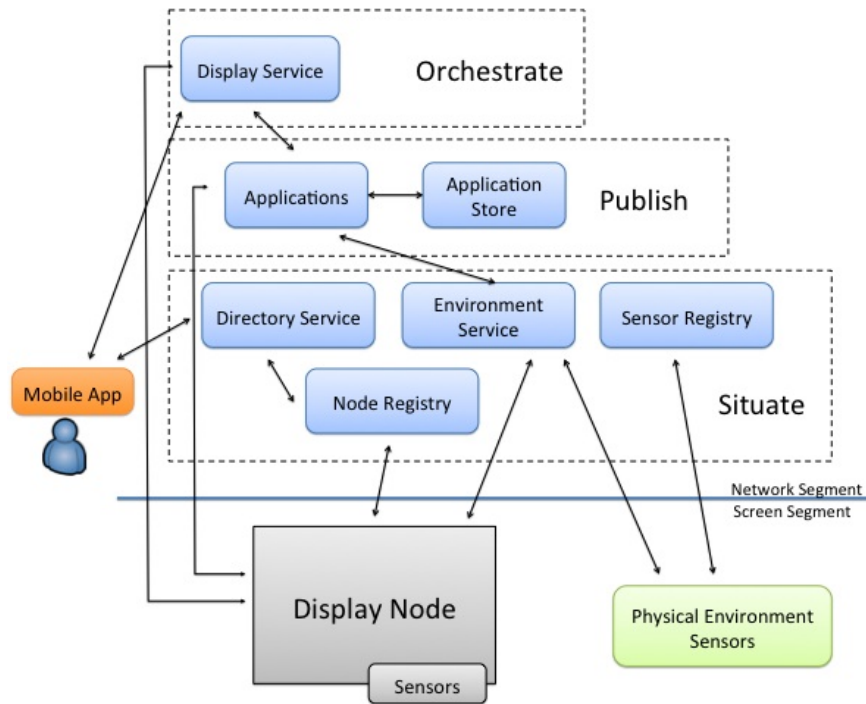 Display Service
Orchestrate
Applications
Application
Store
Publish
Directory Service
Environment
Service
Sensor Registry
Mobile App
Node Registry
Situate
Network Segment
Screen Segment
Display Node
Physical Environment
Sensors
Sensors